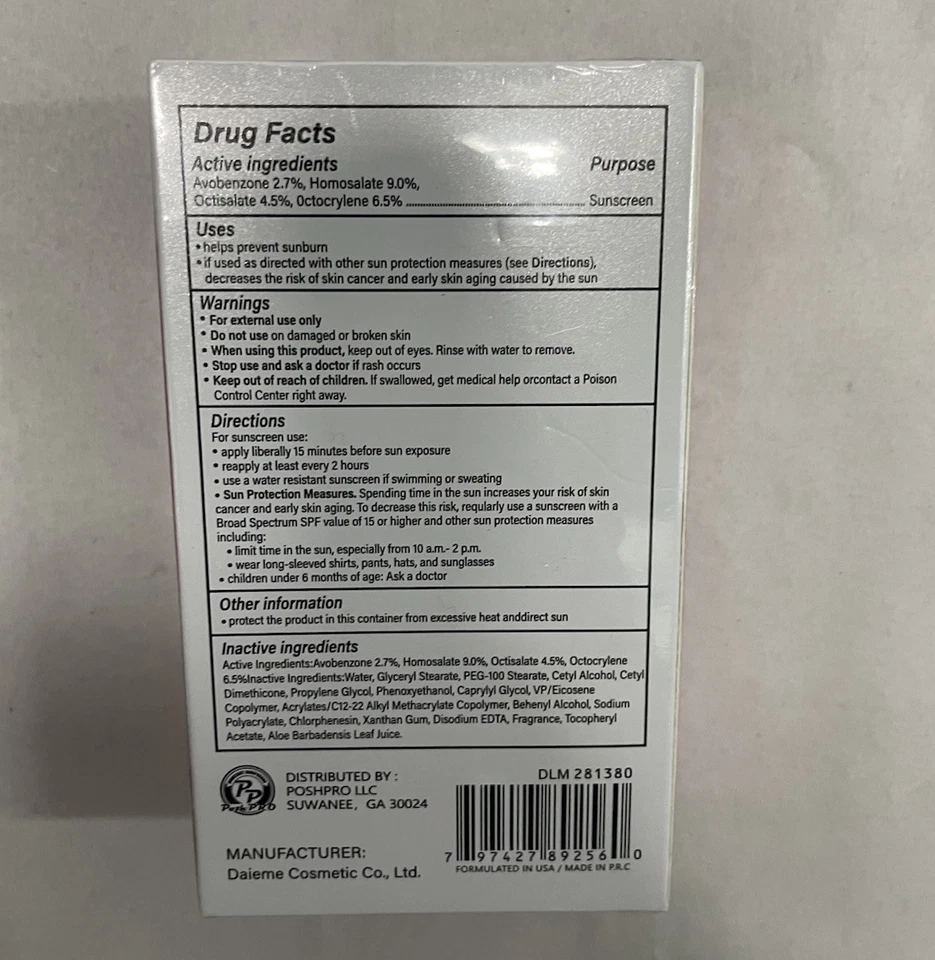 Drug Facts
Active ingredients Purpose
Avobenzone 2.7%, Homosalate 9.0%,
Octisalate 4.5%, 0ctocrylene 6.5% ........................................................ Sunscreen
Uses
• helps prevent sunburn
• if used as directed with other sun protection measures (see Directions),
decreases the risk of skin cancer and early skin aging caused by the sun
Warnings
• For external use only
• Do not use on damaged or broken skin
• When using this product, keep out of eyes. Rinse with water to remove.
• Stop use and ask a doctor if rash occurs
• Keep out of reach of children. If swallowed, get medical help orcontact a Poison
Control Center right away.
Directions
For sunscreen use:
• apply liberally 15 minutes before sun exposure
• reapply at least every 2 hours
• use a water resistant sunscreen if swimming or sweating
• Sun Protection Measures. Spending time in the sun increases your risk of skin
cancer and early skin aging. To decrease this risk, reqularly use a sunscreen with a
Broad Spectrum SPF value of 15 or higher and other sun protection measures
including:
• limit time in the sun, especially from 10 a.m.- 2 p.m.
• wear long-sleeved shirts, pants, hats, and sunglasses
• children under 6 months of age: Ask a doctor
Other information
• protect the product in this container from excessive heat anddirect sun
Inactive ingredients
Active Ingredients:Avobenzone 2.7%, Homosalate 9.0%, Octisalate 4.5%, Octocrylene
6.5%Inactive Ingredients:Water, Glyceryl Stearate, PEG-100 Stearate, Cetyl Alcohol, Cetyl
Dimethicone, Propylene Glycol, Phenoxyethanol, Caprylyl Glycol, VP/Eicosene
Copolymer, Acrylates/C12-22 Alkyl Methacrylate Copolymer, Behenyl Alcohol, Sodium
Polyacrylate, Chlorphenesin, Xanthan Gum, Disodium EDTA, Fragrance, Tocopheryl
Acetate, Aloe Barbadensis Leaf Juice.
PP
Posh PRO
DISTRIBUTED BY :
POSHPRO LLC
SUWANEE, GA 30024
MANUFACTURER:
Daieme Cosmetic Co., Ltd.
DLM 281380
7 97427 89256 0
FORMULATED IN USA / MADE IN P.R.C